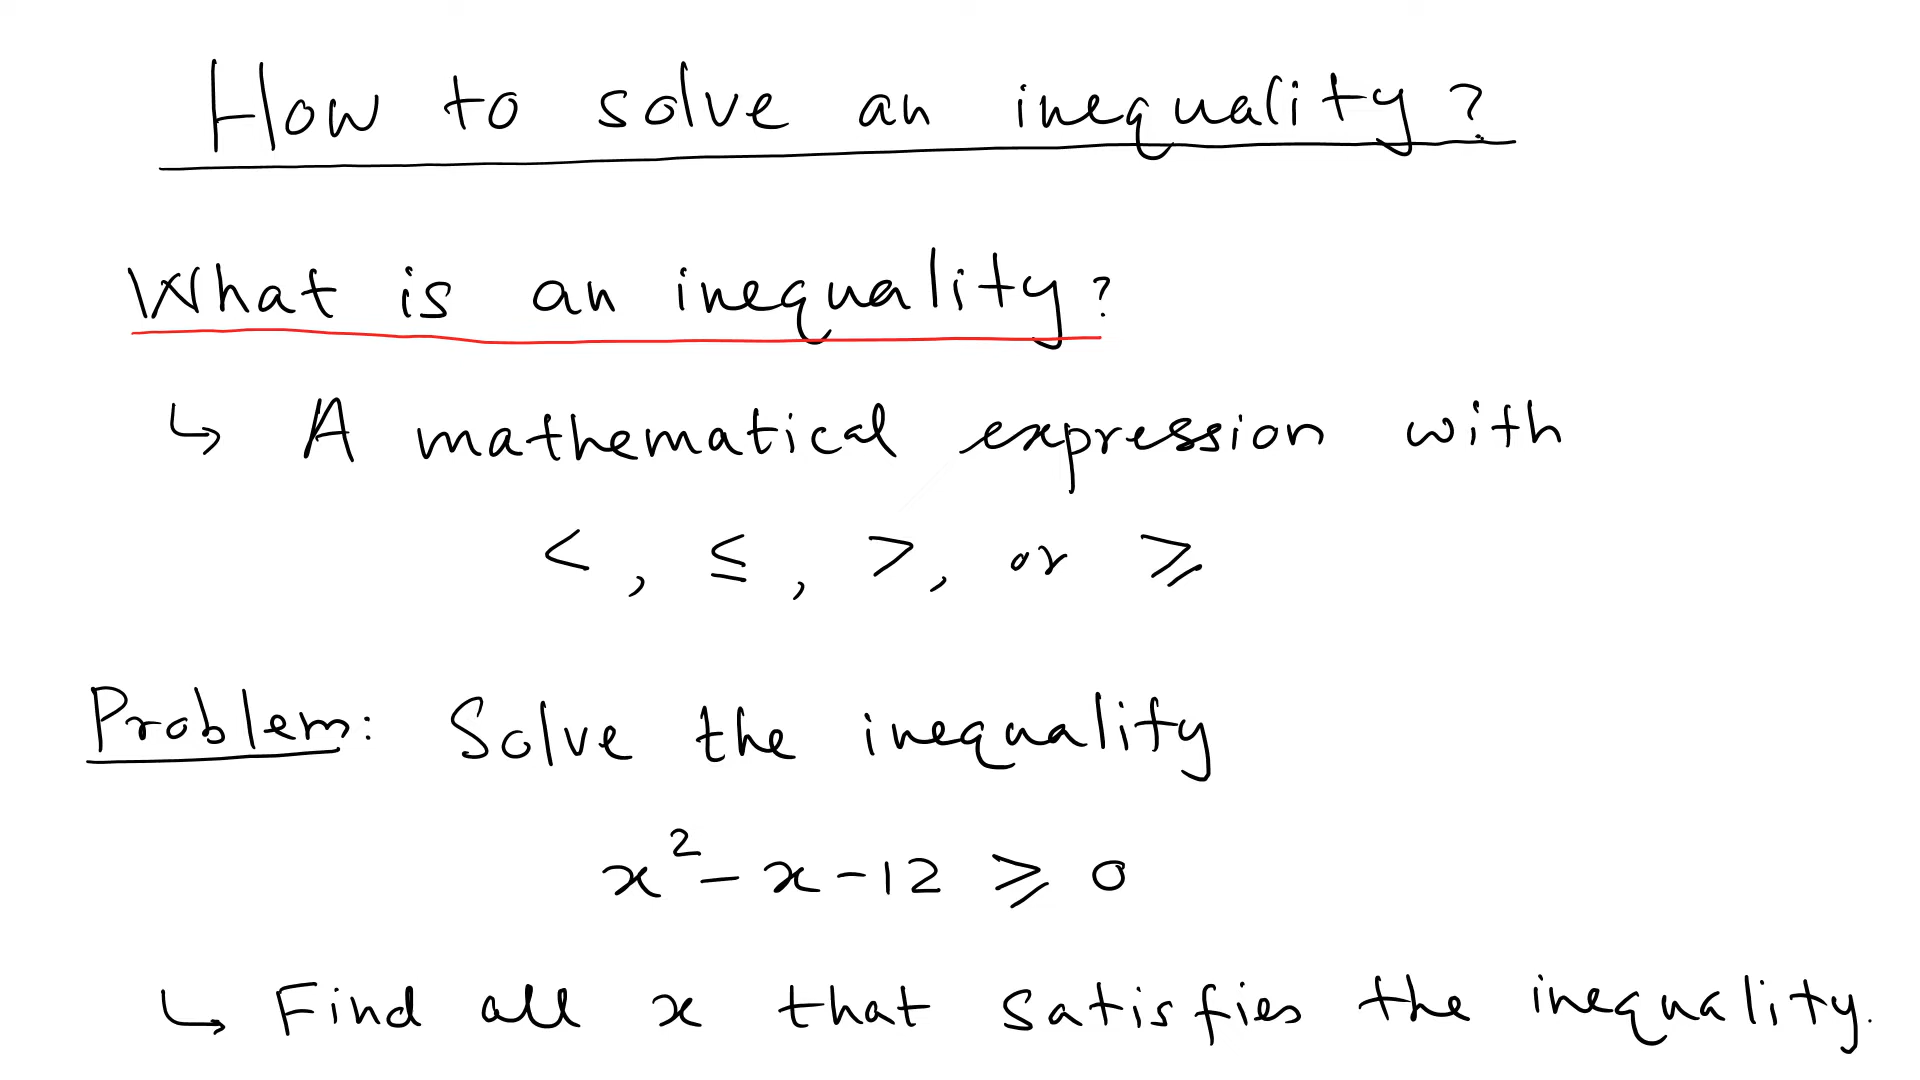 How to solve an inequality?
What is an inequality?
↳ A mathematical expression with
<, ≤, >, or ⩾
Problem: Solve the inequality
x² - x - 12 ⩾ 0
↳ Find all x that satisfies the inequality.